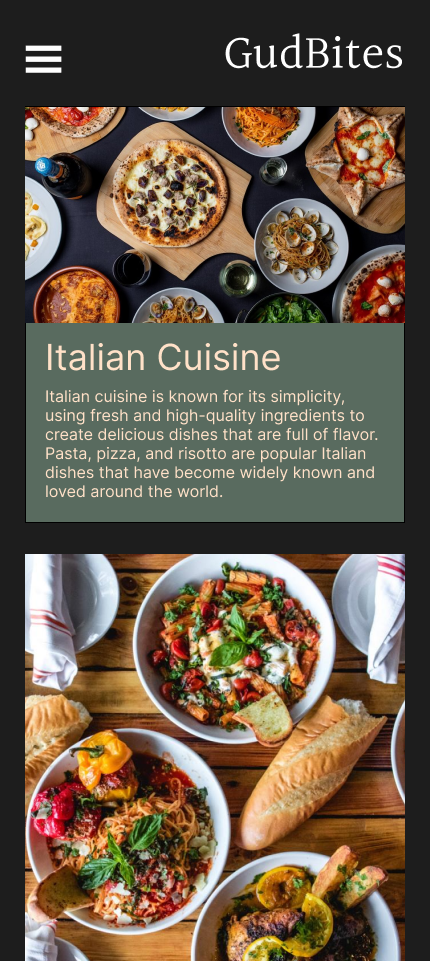 GudBites
Italian Cuisine
Italian cuisine is known for its simplicity,
using fresh and high-quality ingredients to
create delicious dishes that are full of flavor.
Pasta, pizza, and risotto are popular Italian
dishes that have become widely known and
loved around the world.